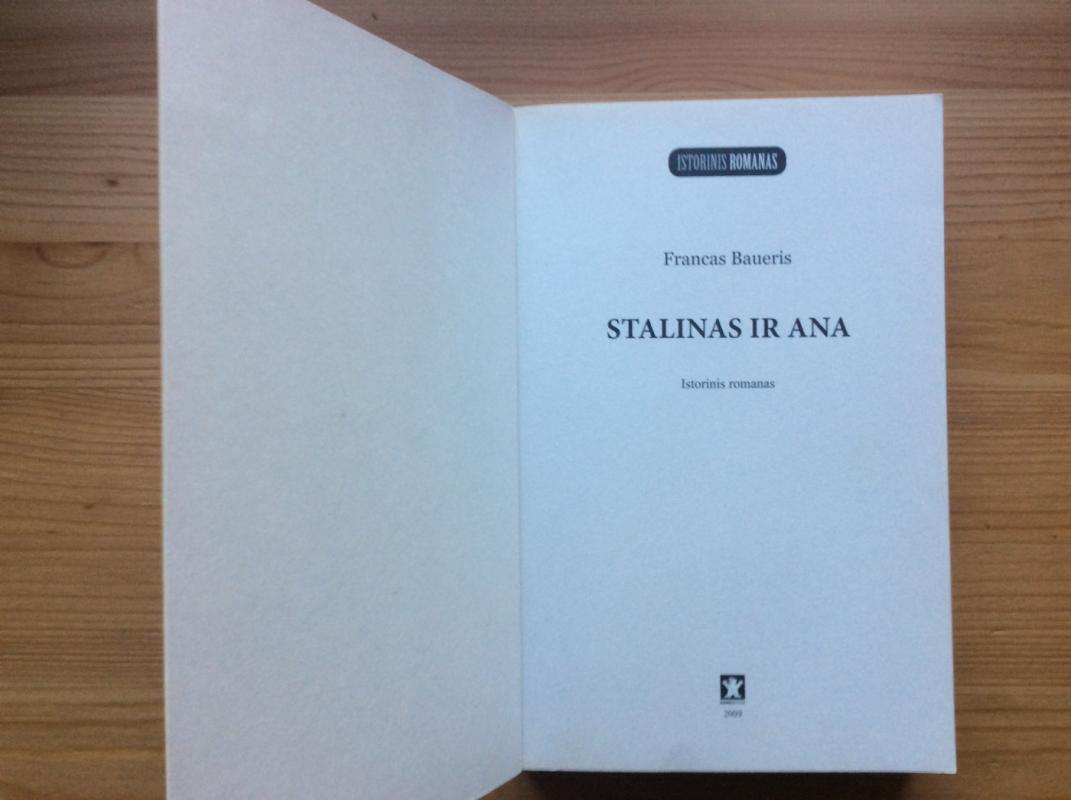 ISTORINIS ROMANAS
Francas Baueris
STALINAS IR ANA
Istorinis romanas
2009